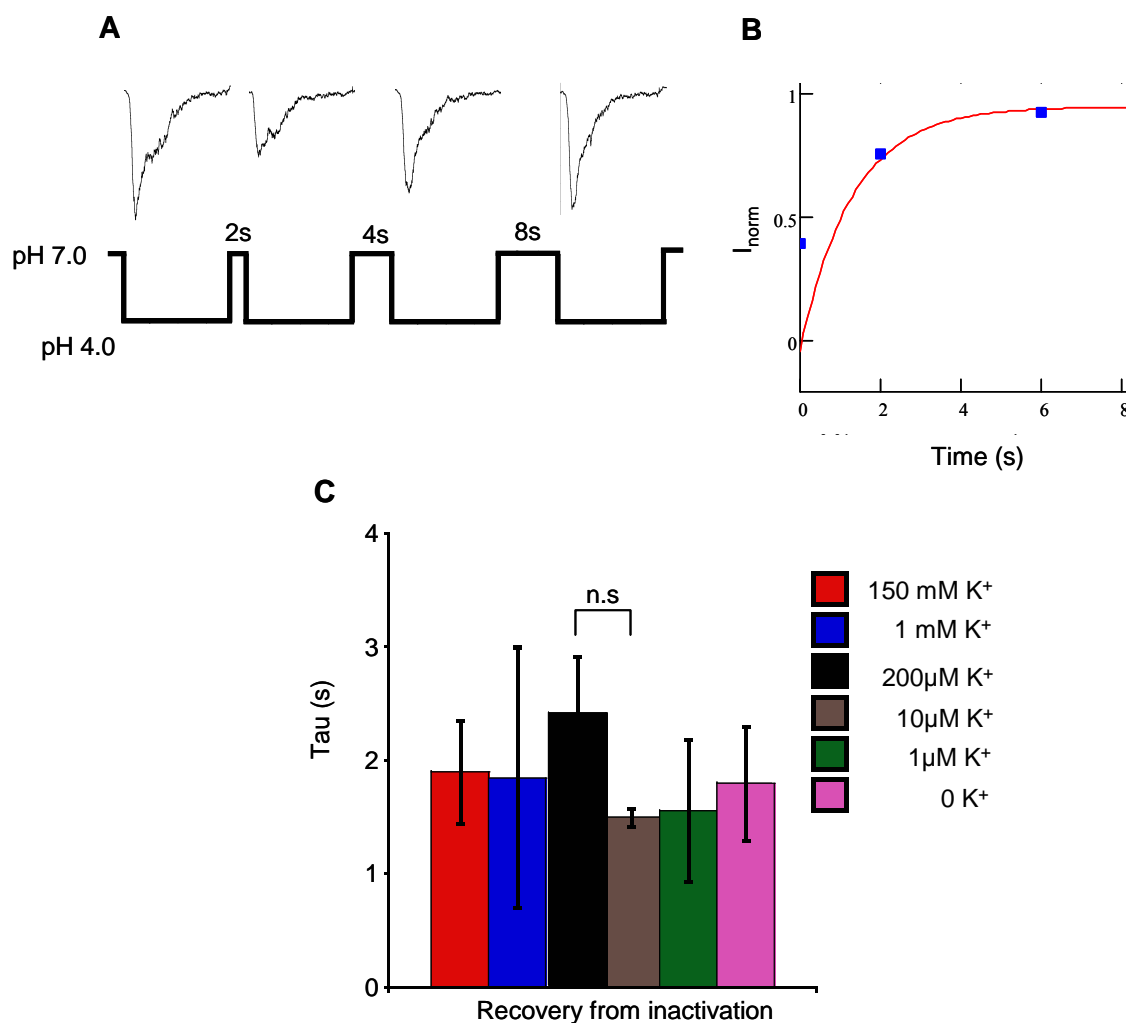 A
2s
4s
8s
pH 7.0
pH 4.0
B
1
0.5
0
I_norm
0
2
4
6
8
Time (s)
C
4
3
2
1
0
Tau (s)
n.s
Recovery from inactivation
150 mM K⁺
1 mM K⁺
200µM K⁺
10µM K⁺
1µM K⁺
0 K⁺